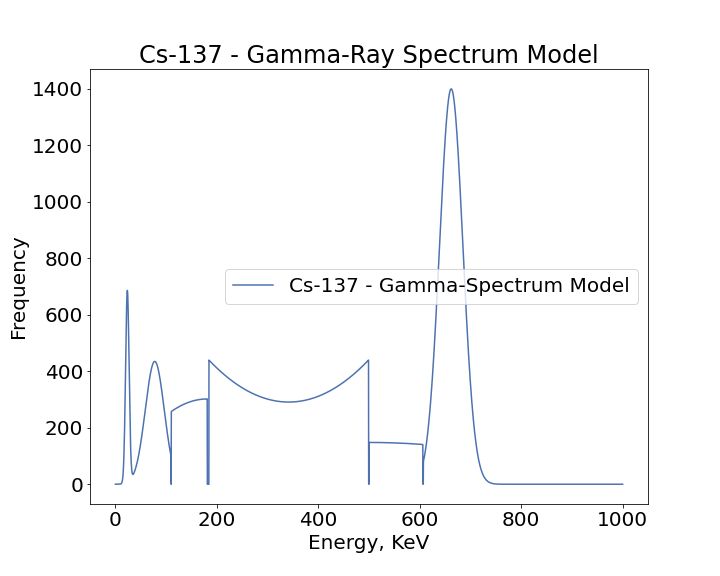 Cs-137 - Gamma-Ray Spectrum Model
1400
1200
1000
800
600
400
200
0
Frequency
Cs-137 - Gamma-Spectrum Model
0 200 400 600 800 1000
Energy, KeV